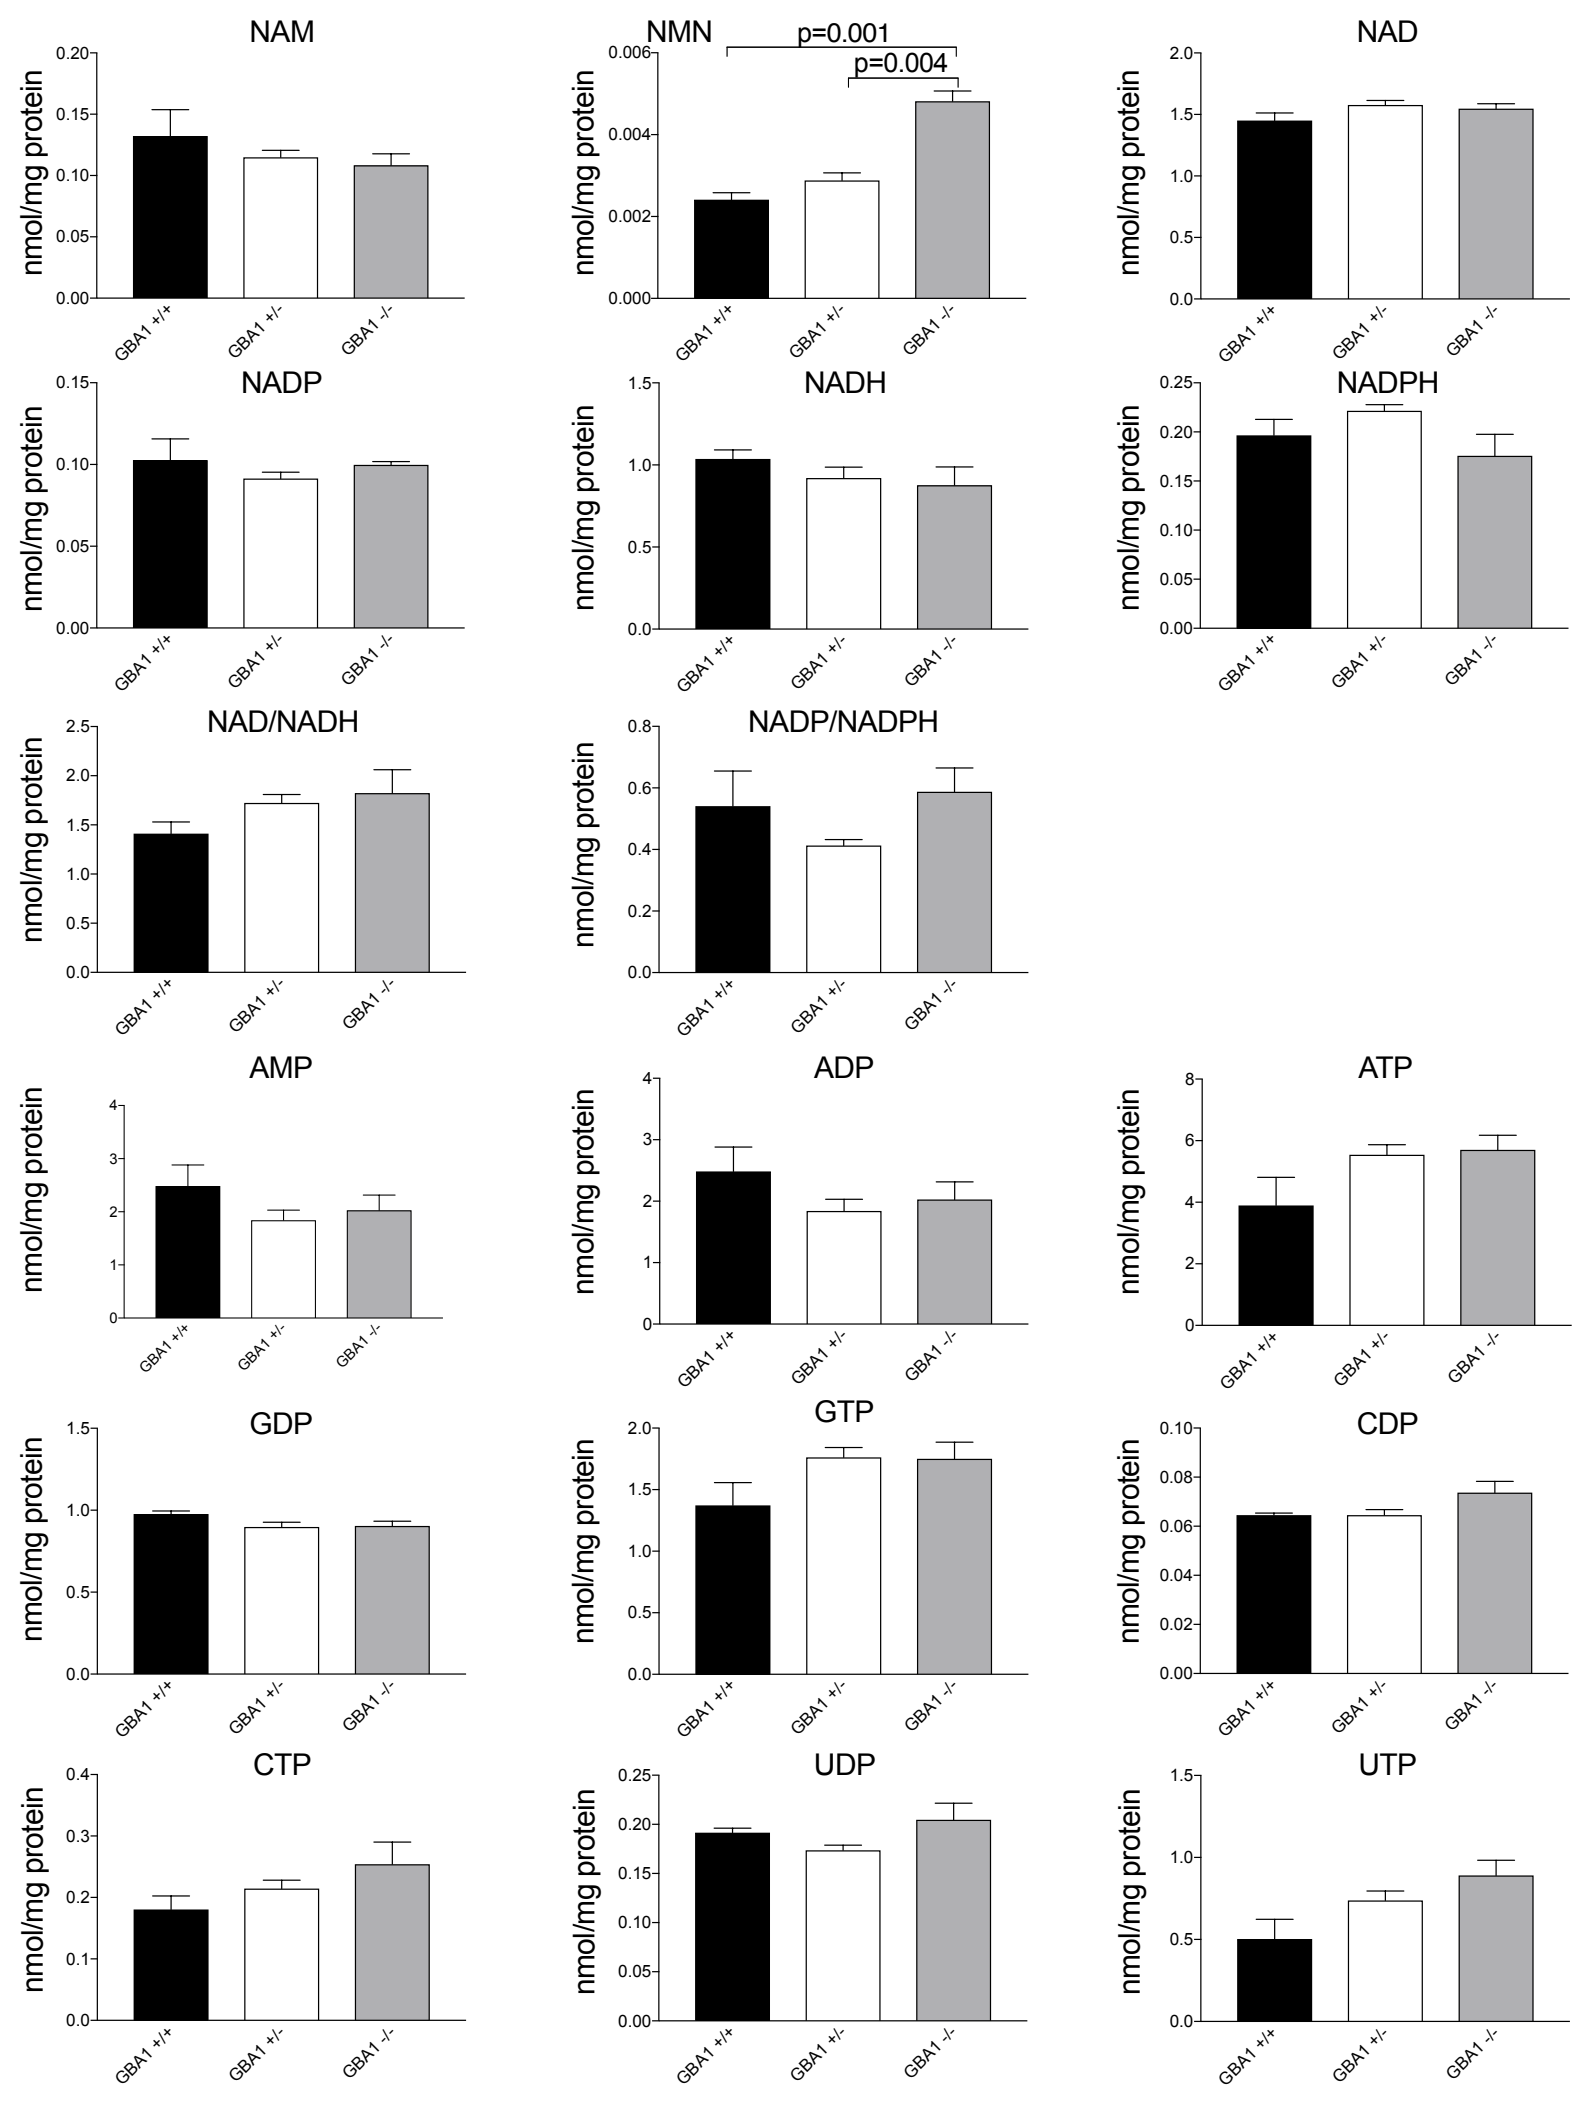 NAM
nmol/mg protein
0.20
0.15
0.10
0.05
0.00
GBA1 +/+
GBA1 +/-
GBA1 -/-
NMN
p=0.001
p=0.004
nmol/mg protein
0.006
0.004
0.002
0.000
GBA1 +/+
GBA1 +/-
GBA1 -/-
NAD
nmol/mg protein
2.0
1.5
1.0
0.5
0.0
GBA1 +/+
GBA1 +/-
GBA1 -/-
NADP
nmol/mg protein
0.15
0.10
0.05
0.00
GBA1 +/+
GBA1 +/-
GBA1 -/-
NADH
nmol/mg protein
1.5
1.0
0.5
0.0
GBA1 +/+
GBA1 +/-
GBA1 -/-
NADPH
nmol/mg protein
0.25
0.20
0.15
0.10
0.05
0.00
GBA1 +/+
GBA1 +/-
GBA1 -/-
NAD/NADH
nmol/mg protein
2.5
2.0
1.5
1.0
0.5
0.0
GBA1 +/+
GBA1 +/-
GBA1 -/-
NADP/NADPH
nmol/mg protein
0.8
0.6
0.4
0.2
0.0
GBA1 +/+
GBA1 +/-
GBA1 -/-
AMP
nmol/mg protein
4
3
2
1
0
GBA1 +/+
GBA1 +/-
GBA1 -/-
ADP
nmol/mg protein
4
3
2
1
0
GBA1 +/+
GBA1 +/-
GBA1 -/-
ATP
nmol/mg protein
8
6
4
2
0
GBA1 +/+
GBA1 +/-
GBA1 -/-
GDP
nmol/mg protein
1.5
1.0
0.5
0.0
GBA1 +/+
GBA1 +/-
GBA1 -/-
GTP
nmol/mg protein
2.0
1.5
1.0
0.5
0.0
GBA1 +/+
GBA1 +/-
GBA1 -/-
CDP
nmol/mg protein
0.10
0.08
0.06
0.04
0.02
0.00
GBA1 +/+
GBA1 +/-
GBA1 -/-
CTP
nmol/mg protein
0.4
0.3
0.2
0.1
0.0
GBA1 +/+
GBA1 +/-
GBA1 -/-
UDP
nmol/mg protein
0.25
0.20
0.15
0.10
0.05
0.00
GBA1 +/+
GBA1 +/-
GBA1 -/-
UTP
nmol/mg protein
1.5
1.0
0.5
0.0
GBA1 +/+
GBA1 +/-
GBA1 -/-